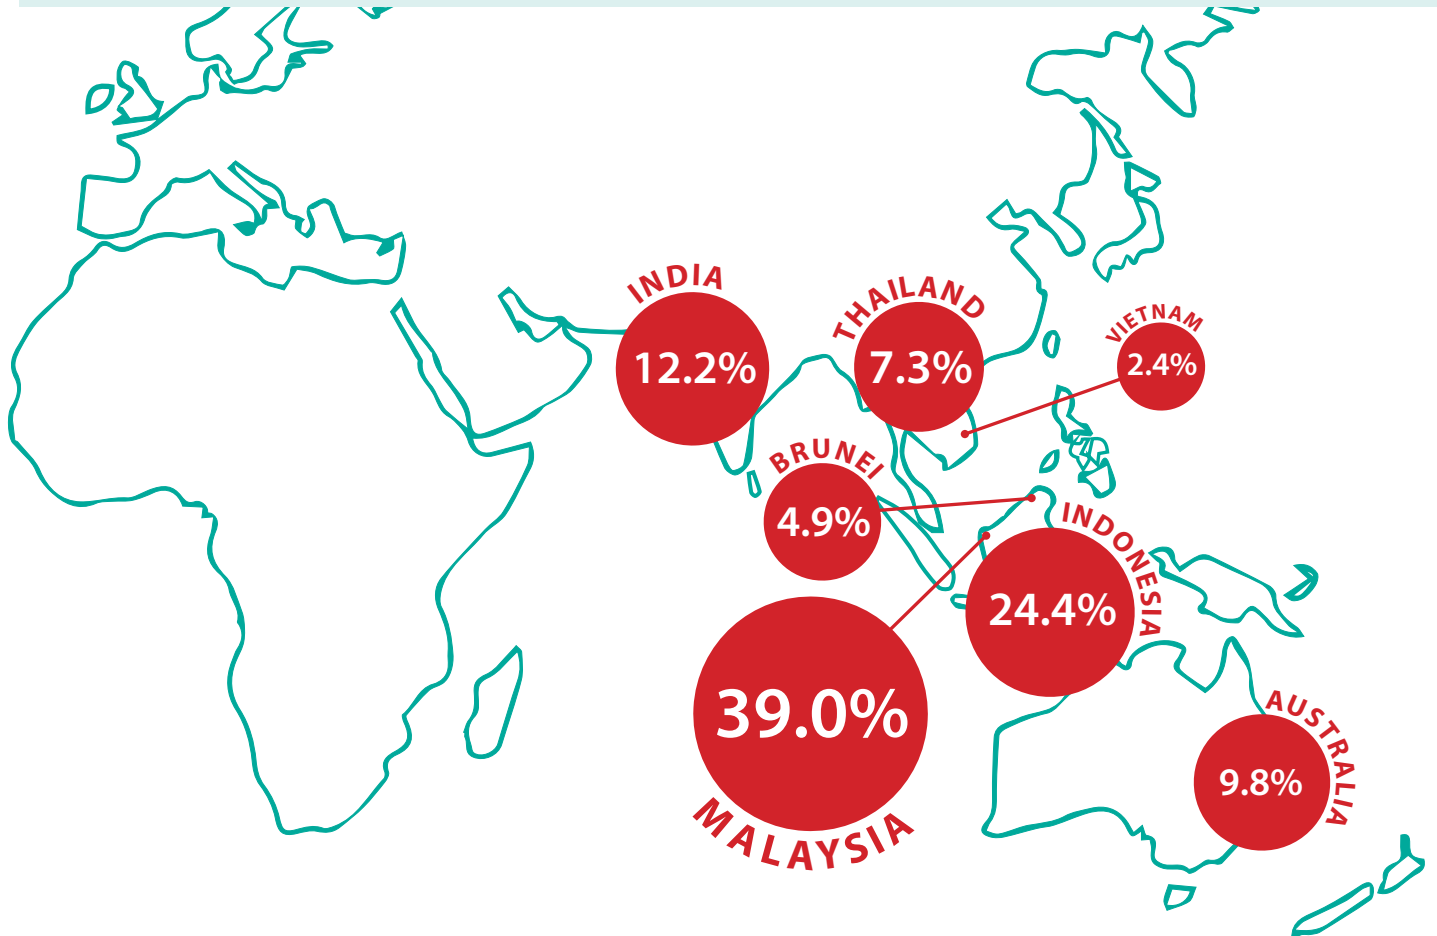 INDIA
12.2%
THAILAND
7.3%
VIETNAM
2.4%
BRUNEI
4.9%
INDONESIA
24.4%
39.0%
MALAYSIA
AUSTRALIA
9.8%